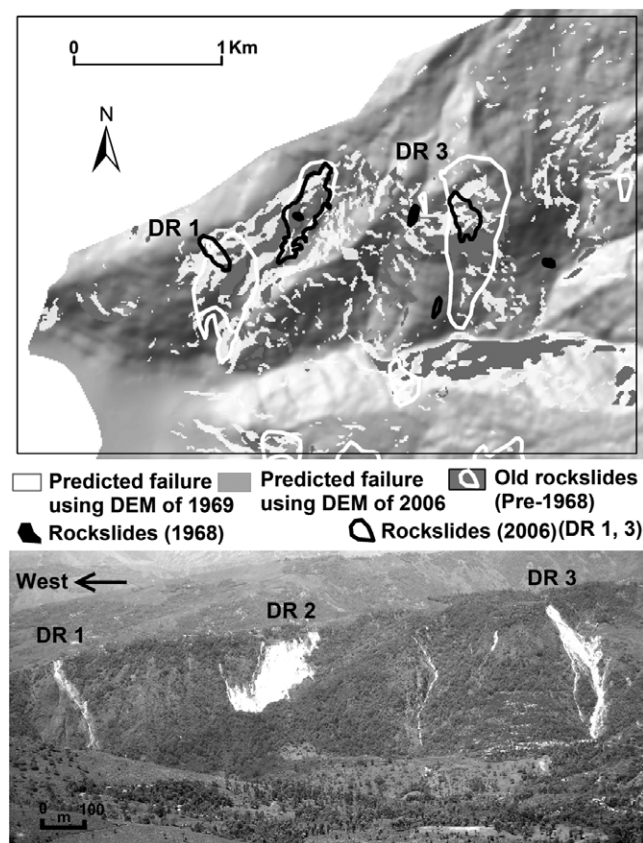 0 1 Km
N
DR 3
DR 1
Predicted failure using DEM of 1969
Predicted failure using DEM of 2006
Old rockslides (Pre-1968)
Rockslides (1968)
Rockslides (2006)(DR 1, 3)
West
DR 1
DR 2
DR 3
0 m 100